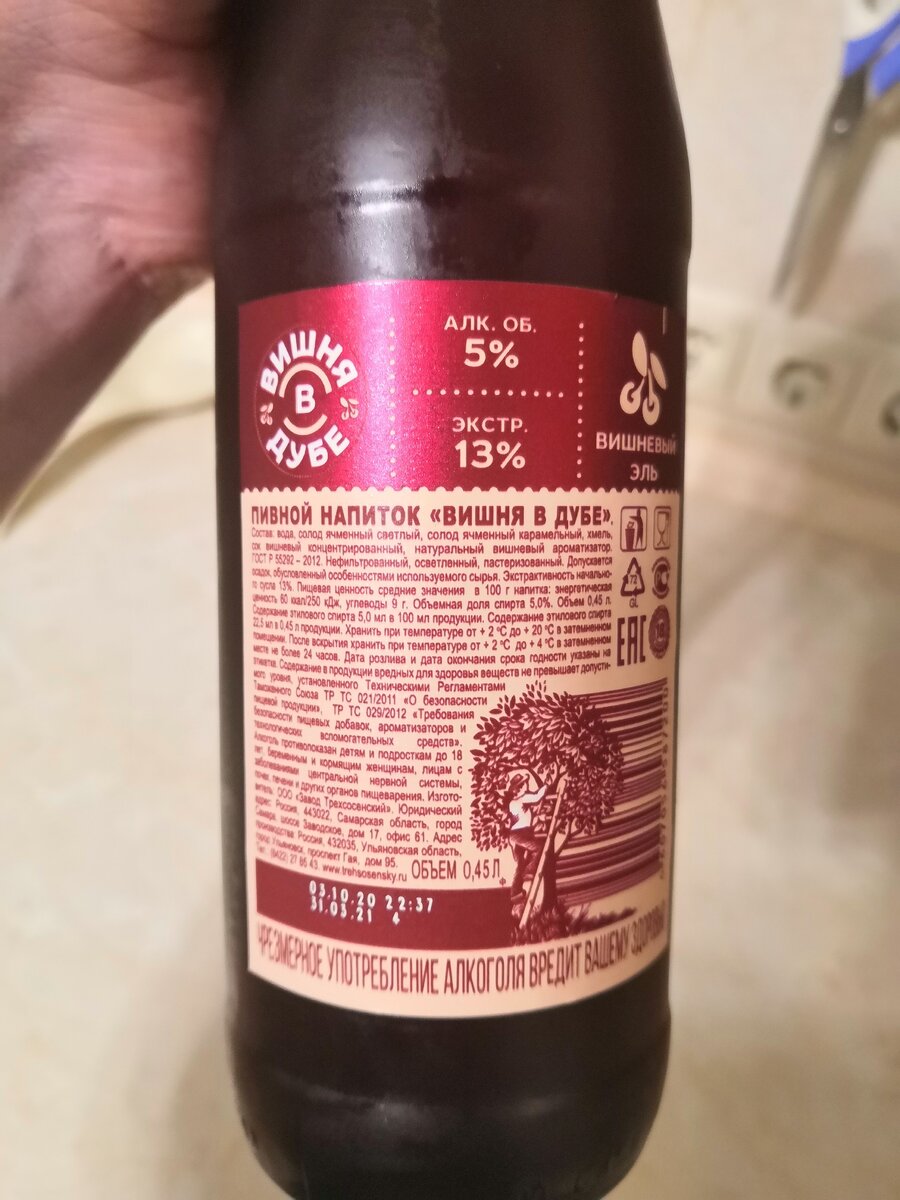 ВИШНЯ
В
ДУБЕ
АЛК. ОБ.
5%
ЭКСТР.
13%
ВИШНЕВЫЙ
ЭЛЬ
ПИВНОЙ НАПИТОК «ВИШНЯ В ДУБЕ».
Состав: вода, солод ячменный светлый, солод ячменный карамельный, хмель,
сок вишневый концентрированный, натуральный вишневый ароматизатор.
ГОСТ Р 55292 – 2012. Нефильтрованный, осветленный, пастеризованный. Допускается
осадок, обусловленный особенностями используемого сырья. Экстрактивность начально-
го сусла 13%. Пищевая ценность средние значения в 100 г напитка: энергетическая
ценность 60 ккал/250 кДж, углеводы 9 г. Объемная доля спирта 5,0%. Объем 0,45 л.
Содержание этилового спирта 5,0 мл в 100 мл продукции. Содержание этилового спирта
22,5 мл в 0,45 л продукции. Хранить при температуре от + 2 °С до + 20 °С в затемненном
помещении. После вскрытия хранить при температуре от + 2 °С до + 4 °С в затемненном
месте не более 24 часов. Дата розлива и дата окончания срока годности указаны на
этикетке. Содержание в продукции вредных для здоровья веществ не превышает допусти-
мого уровня, установленного Техническими Регламентами
Таможенного Союза ТР ТС 021/2011 «О безопасности
пищевой продукции», ТР ТС 029/2012 «Требования
безопасности пищевых добавок, ароматизаторов и
технологических вспомогательных средств».
Алкоголь противопоказан детям и подросткам до 18
лет, беременным и кормящим женщинам, лицам с
заболеваниями центральной нервной системы,
почек, печени и других органов пищеварения. Изгото-
витель: ООО «Завод Трехсосенский». Юридический
адрес: Россия, 443022, Самарская область, город
Самара, шоссе Заводское, дом 17, офис 61. Адрес
производства: Россия, 432035, Ульяновская область,
город Ульяновск, проспект Гая, дом 95.
Тел. (8422) 27 86 43. www.trehsosensky.ru
ОБЪЕМ 0,45Л
72
GL
ЕАС
03.10.20 22:37
31.03.21 4
ЧРЕЗМЕРНОЕ УПОТРЕБЛЕНИЕ АЛКОГОЛЯ ВРЕДИТ ВАШЕМУ